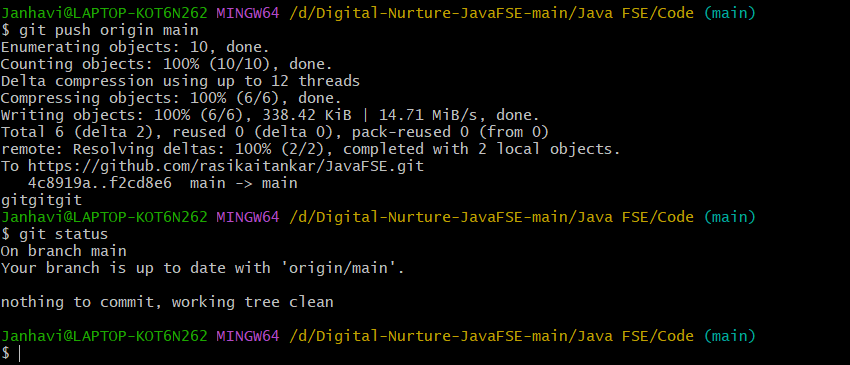 Janhavi@LAPTOP-KOT6N262 MINGW64 /d/Digital-Nurture-JavaFSE-main/Java FSE/Code (main)
$ git push origin main
Enumerating objects: 10, done.
Counting objects: 100% (10/10), done.
Delta compression using up to 12 threads
Compressing objects: 100% (6/6), done.
Writing objects: 100% (6/6), 338.42 KiB | 14.71 MiB/s, done.
Total 6 (delta 2), reused 0 (delta 0), pack-reused 0 (from 0)
remote: Resolving deltas: 100% (2/2), completed with 2 local objects.
To https://github.com/rasikaitankar/JavaFSE.git
   4c8919a..f2cd8e6  main -> main
gitgitgit
Janhavi@LAPTOP-KOT6N262 MINGW64 /d/Digital-Nurture-JavaFSE-main/Java FSE/Code (main)
$ git status
On branch main
Your branch is up to date with 'origin/main'.

nothing to commit, working tree clean

Janhavi@LAPTOP-KOT6N262 MINGW64 /d/Digital-Nurture-JavaFSE-main/Java FSE/Code (main)
$